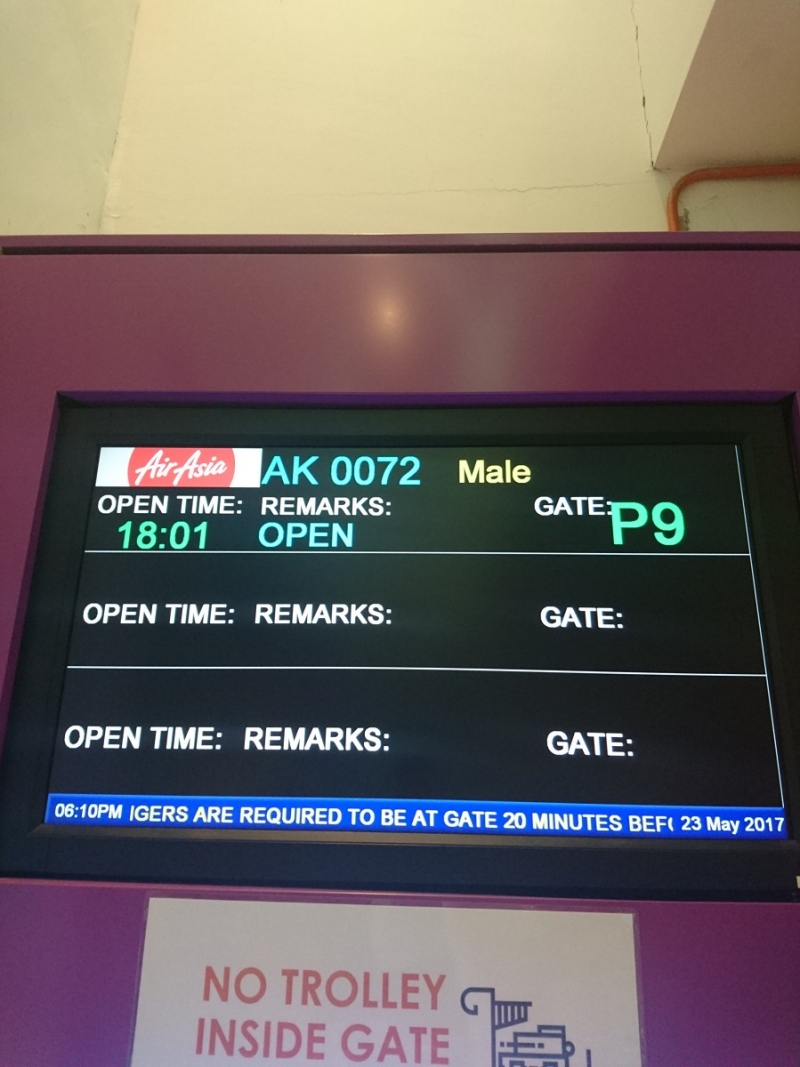 AirAsia AK 0072 Male
OPEN TIME: REMARKS: GATE: P9
18:01 OPEN
OPEN TIME: REMARKS: GATE:
OPEN TIME: REMARKS: GATE:
06:10PM IGERS ARE REQUIRED TO BE AT GATE 20 MINUTES BEF 23 May 2017
NO TROLLEY
INSIDE GATE